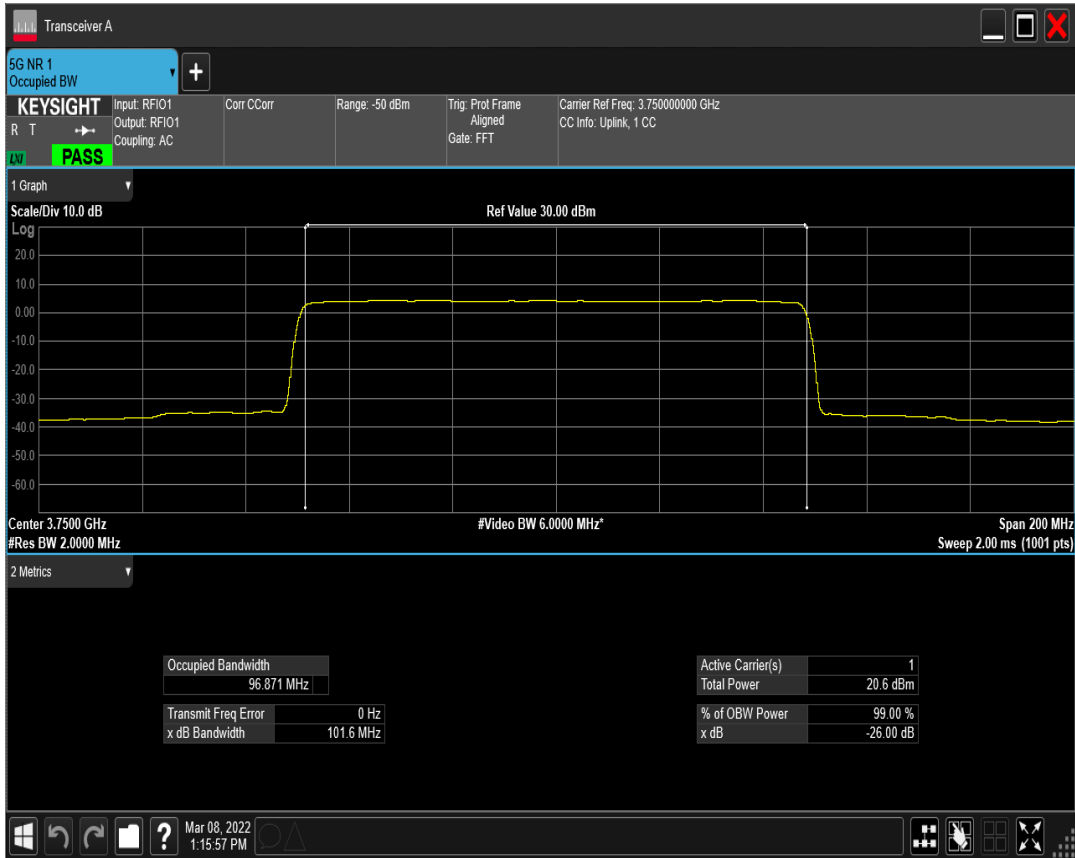 Transceiver A
5G NR 1
Occupied BW
+
KEYSIGHT
R T
LXI
PASS
Input: RFIO1
Output: RFIO1
Coupling: AC
Corr CCorr
Range: -50 dBm
Trig: Prot Frame
Aligned
Gate: FFT
Carrier Ref Freq: 3.750000000 GHz
CC Info: Uplink, 1 CC
1 Graph
Scale/Div 10.0 dB
Ref Value 30.00 dBm
Log
20.0
10.0
0.00
-10.0
-20.0
-30.0
-40.0
-50.0
-60.0
Center 3.7500 GHz
#Video BW 6.0000 MHz*
Span 200 MHz
#Res BW 2.0000 MHz
Sweep 2.00 ms (1001 pts)
2 Metrics
Occupied Bandwidth
96.871 MHz
Transmit Freq Error 0 Hz
x dB Bandwidth 101.6 MHz
Active Carrier(s) 1
Total Power 20.6 dBm
% of OBW Power 99.00 %
x dB -26.00 dB
?
Mar 08, 2022
1:15:57 PM